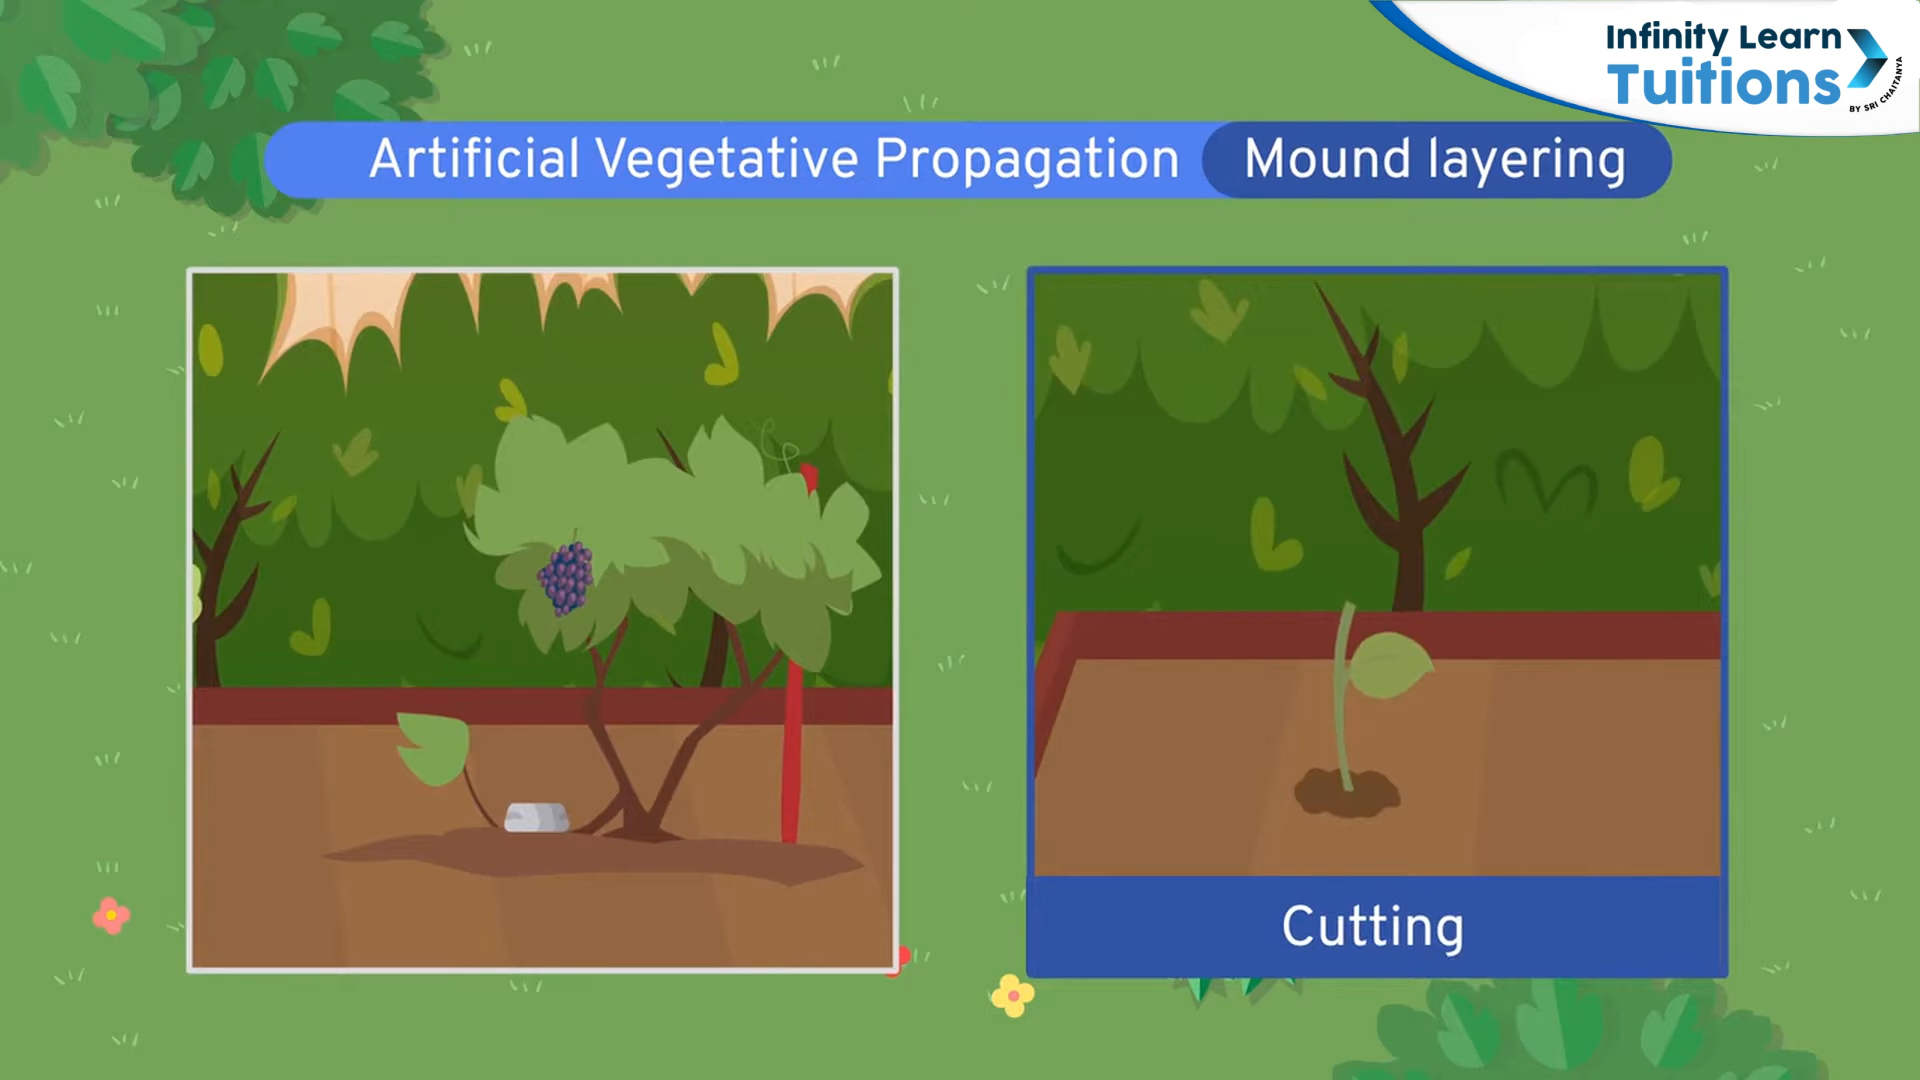 Infinity Learn
Tuitions
BY SRI CHAITANYA
Artificial Vegetative Propagation Mound layering
Cutting